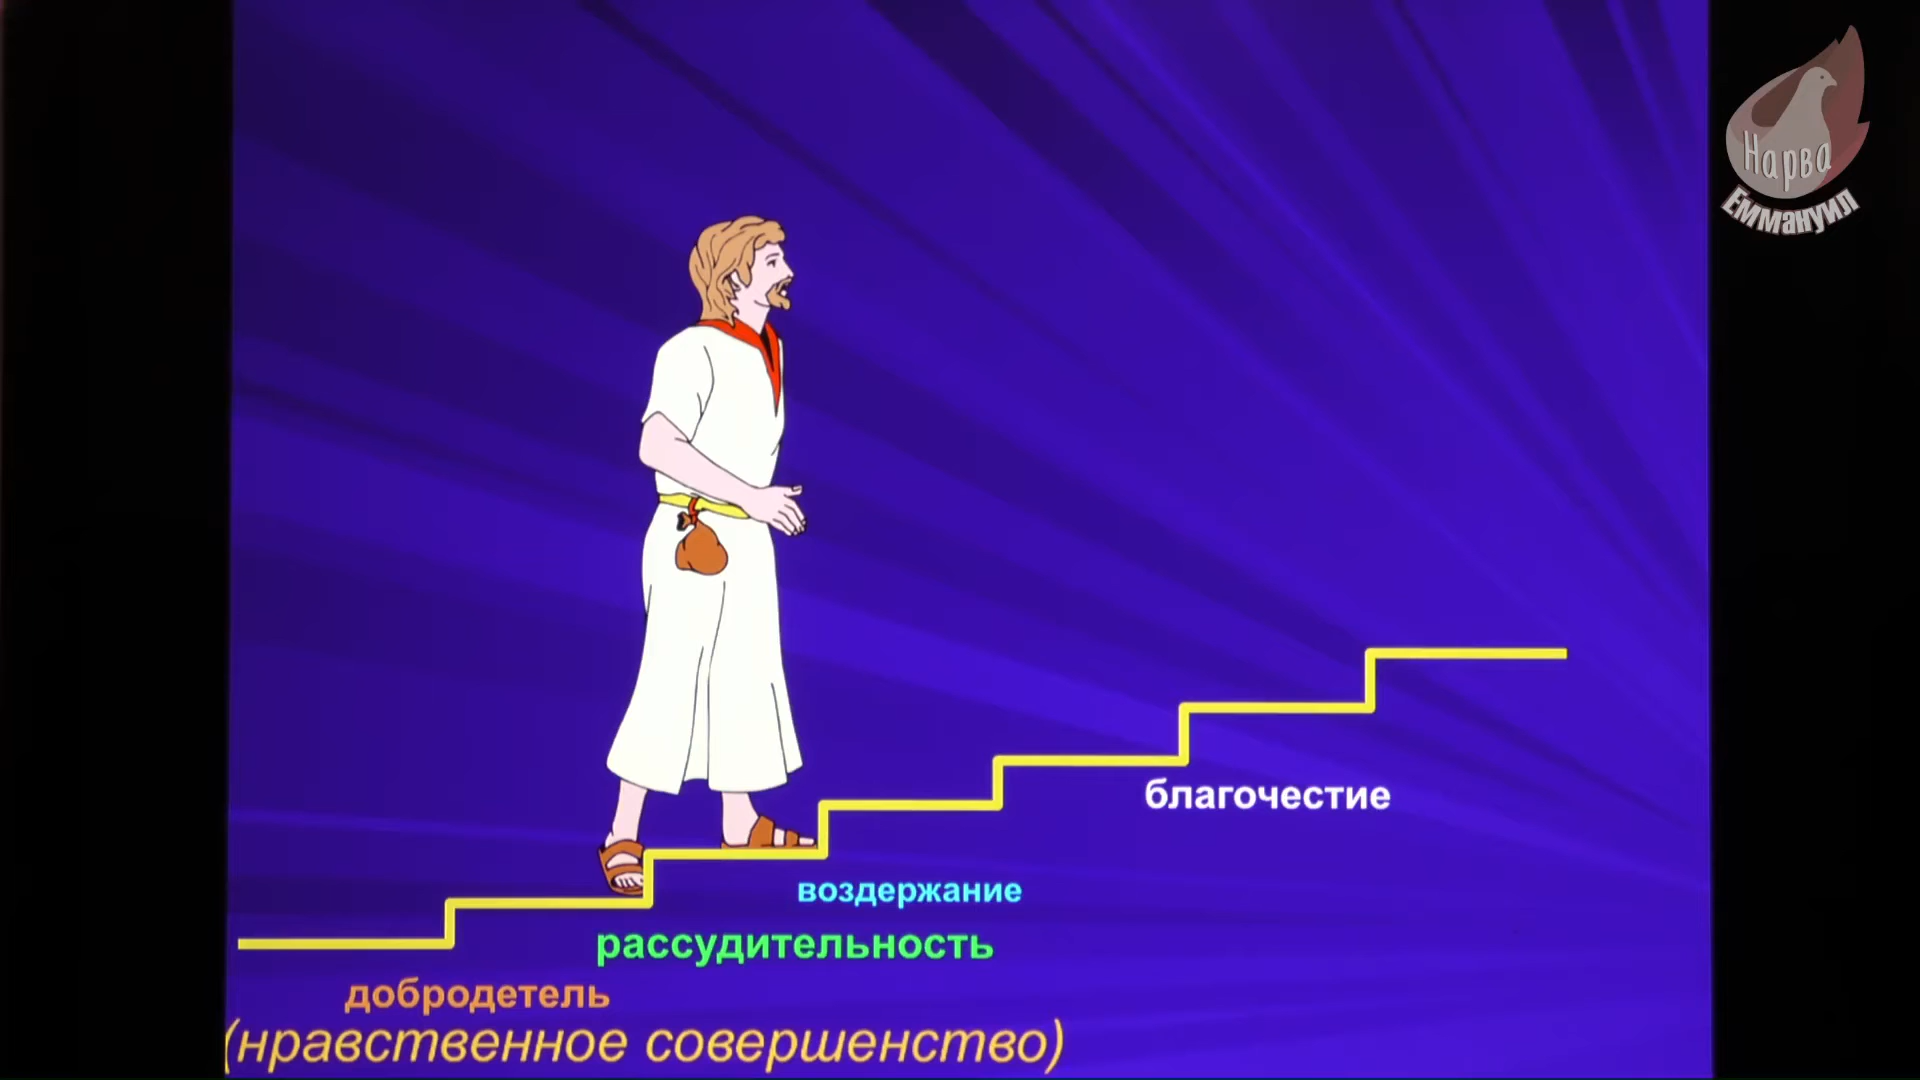 Нарва
Еммануил
благочестие
воздержание
рассудительность
добродетель
(нравственное совершенство)